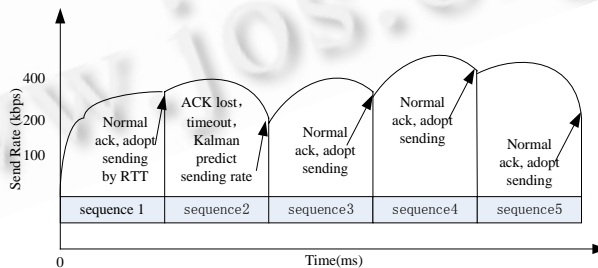 www.jos.o
Send Rate (kbps)
400
200
100
Normal
ack, adopt
sending
by RTT
ACK lost,
timeout,
Kalman
predict
sending rate
Normal
ack, adopt
sending
Normal
ack, adopt
sending
Normal
ack, adopt
sending
sequence 1
sequence2
sequence3
sequence4
sequence5
0
Time(ms)